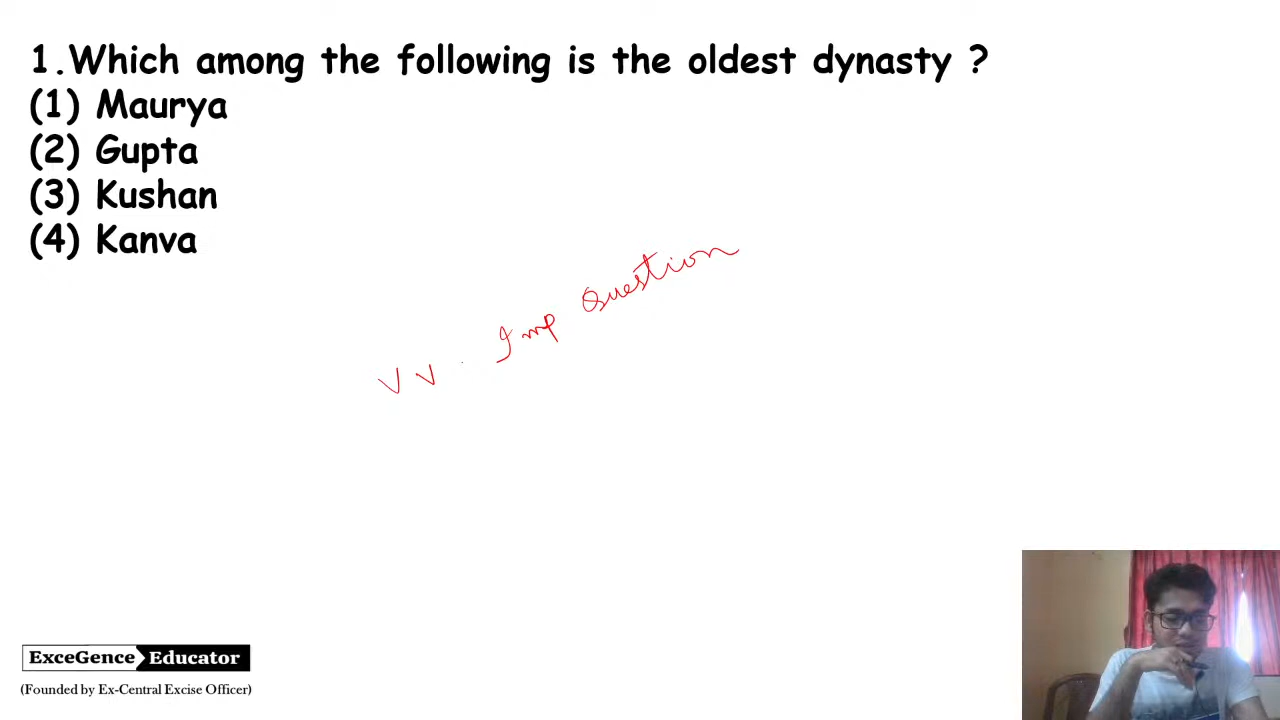 1.Which among the following is the oldest dynasty ?
(1) Maurya
(2) Gupta
(3) Kushan
(4) Kanva
V V . Imp Question
ExceGence Educator
(Founded by Ex-Central Excise Officer)